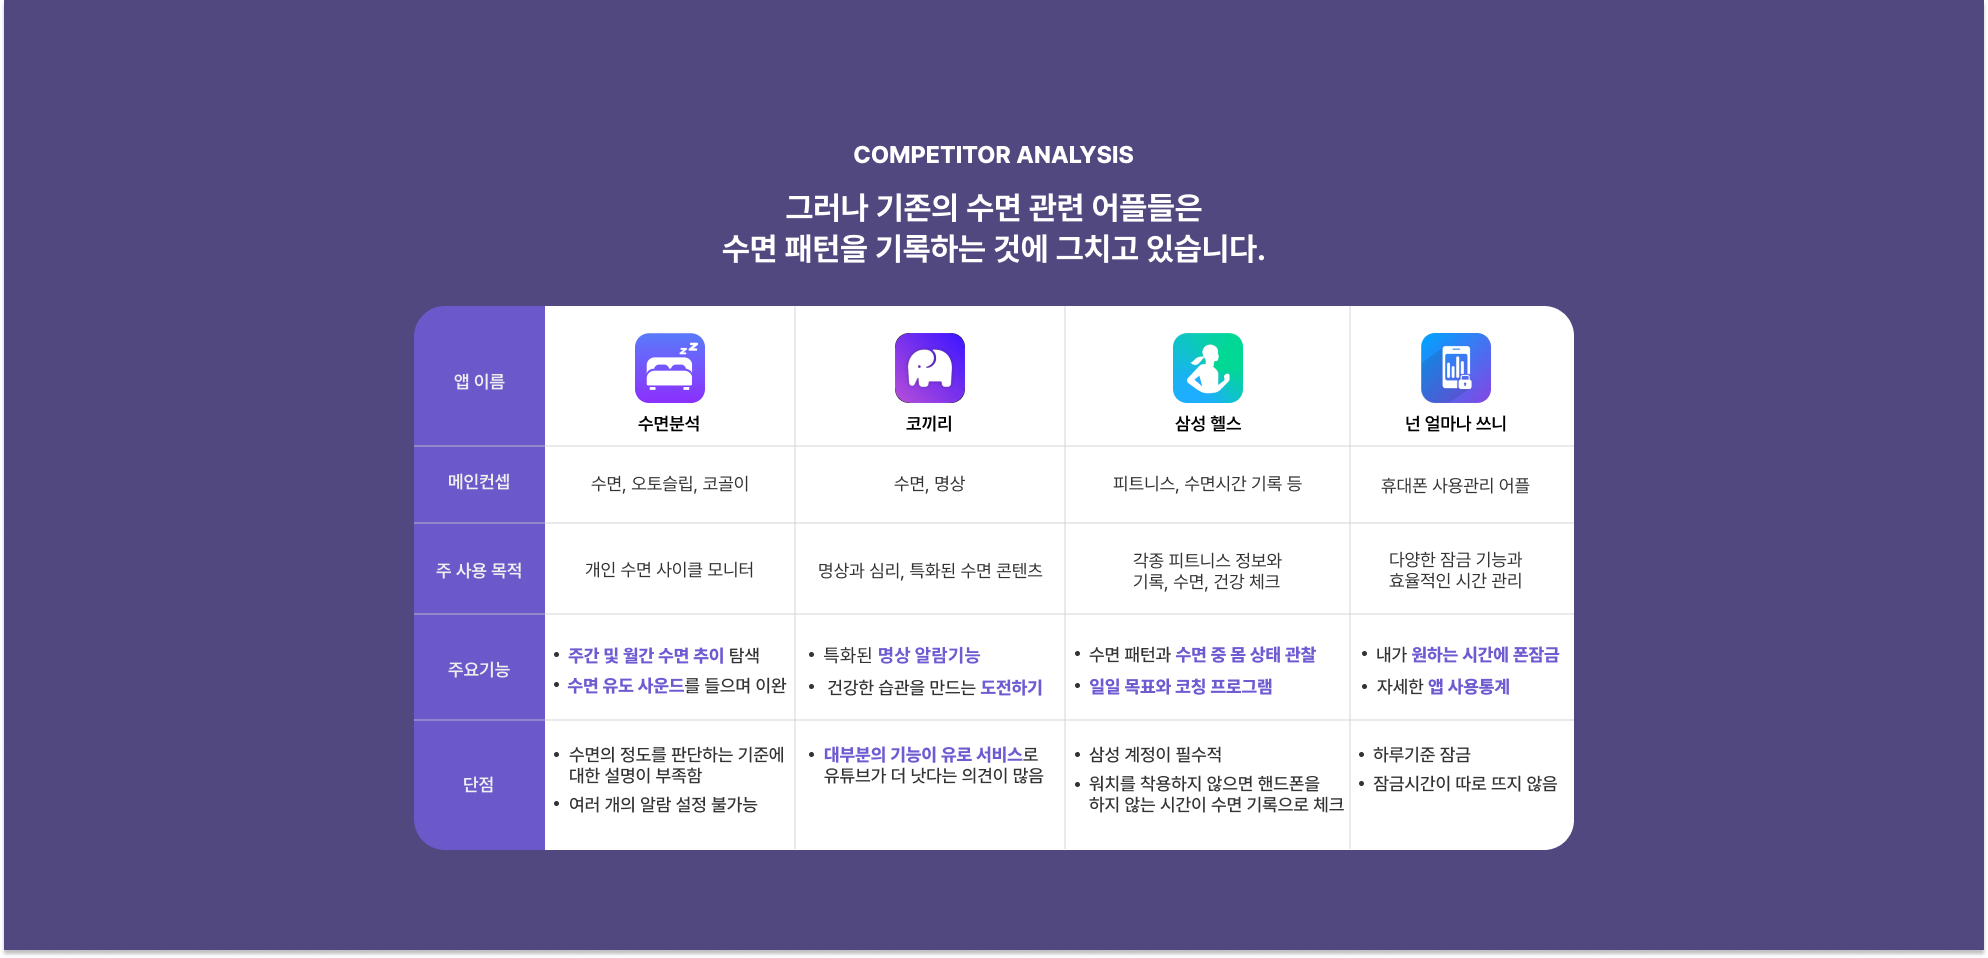 COMPETITOR ANALYSIS
그러나 기존의 수면 관련 어플들은
수면 패턴을 기록하는 것에 그치고 있습니다.
앱 이름
수면분석
코끼리
삼성 헬스
넌 얼마나 쓰니
메인컨셉
수면, 오토슬립, 코골이
수면, 명상
피트니스, 수면시간 기록 등
휴대폰 사용관리 어플
주 사용 목적
개인 수면 사이클 모니터
명상과 심리, 특화된 수면 콘텐츠
각종 피트니스 정보와
기록, 수면, 건강 체크
다양한 잠금 기능과
효율적인 시간 관리
주요기능
• 주간 및 월간 수면 추이 탐색
• 수면 유도 사운드를 들으며 이완
• 특화된 명상 알람기능
• 건강한 습관을 만드는 도전하기
• 수면 패턴과 수면 중 몸 상태 관찰
• 일일 목표와 코칭 프로그램
• 내가 원하는 시간에 폰잠금
• 자세한 앱 사용통계
단점
• 수면의 정도를 판단하는 기준에
대한 설명이 부족함
• 여러 개의 알람 설정 불가능
• 대부분의 기능이 유로 서비스로
유튜브가 더 낫다는 의견이 많음
• 삼성 계정이 필수적
• 워치를 착용하지 않으면 핸드폰을
하지 않는 시간이 수면 기록으로 체크
• 하루기준 잠금
• 잠금시간이 따로 뜨지 않음